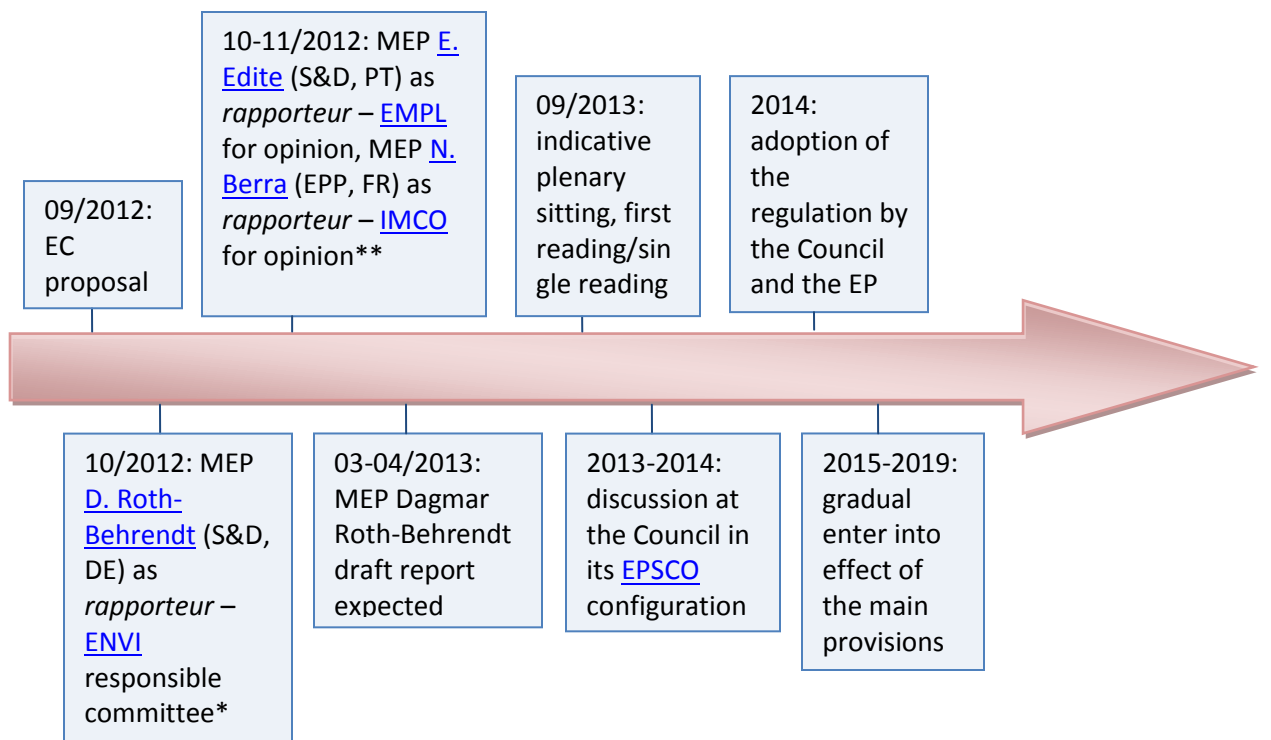 09/2012:
EC
proposal
10-11/2012: MEP E.
Edite (S&D, PT) as
rapporteur – EMPL
for opinion, MEP N.
Berra (EPP, FR) as
rapporteur – IMCO
for opinion**
09/2013:
indicative
plenary
sitting, first
reading/sin
gle reading
2014:
adoption of
the
regulation by
the Council
and the EP
10/2012: MEP
D. Roth-
Behrendt (S&D,
DE) as
rapporteur –
ENVI
responsible
committee*
03-04/2013:
MEP Dagmar
Roth-Behrendt
draft report
expected
2013-2014:
discussion at
the Council in
its EPSCO
configuration
2015-2019:
gradual
enter into
effect of
the main
provisions